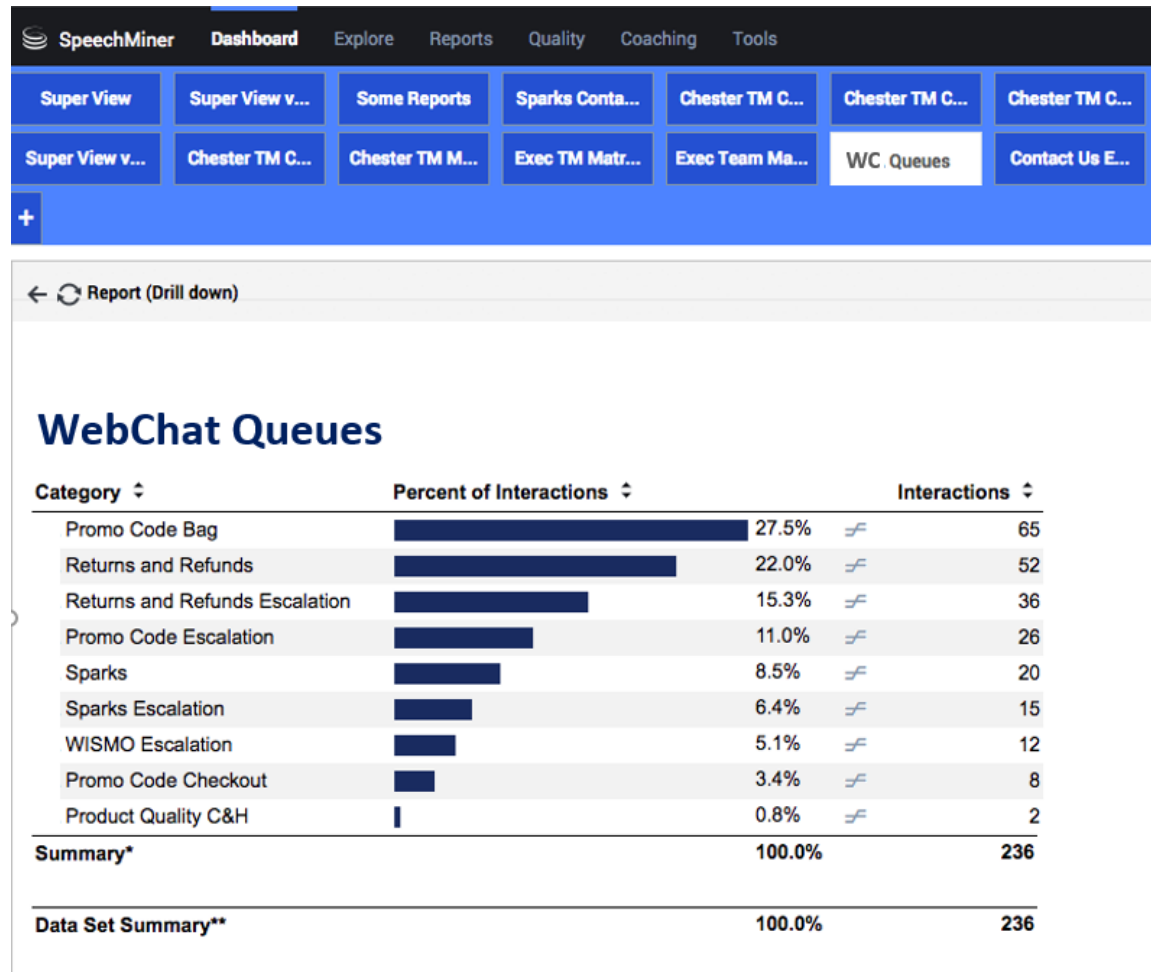 SpeechMiner Dashboard Explore Reports Quality Coaching Tools
Super View Super View v... Some Reports Sparks Conta... Chester TM C... Chester TM C... Chester TM C...
Super View v... Chester TM C... Chester TM M... Exec TM Matr... Exec Team Ma... WC Queues Contact Us E...
+
Report (Drill down)
WebChat Queues
Category Percent of Interactions Interactions
Promo Code Bag 27.5% 65
Returns and Refunds 22.0% 52
Returns and Refunds Escalation 15.3% 36
Promo Code Escalation 11.0% 26
Sparks 8.5% 20
Sparks Escalation 6.4% 15
WISMO Escalation 5.1% 12
Promo Code Checkout 3.4% 8
Product Quality C&H 0.8% 2
Summary* 100.0% 236
Data Set Summary** 100.0% 236